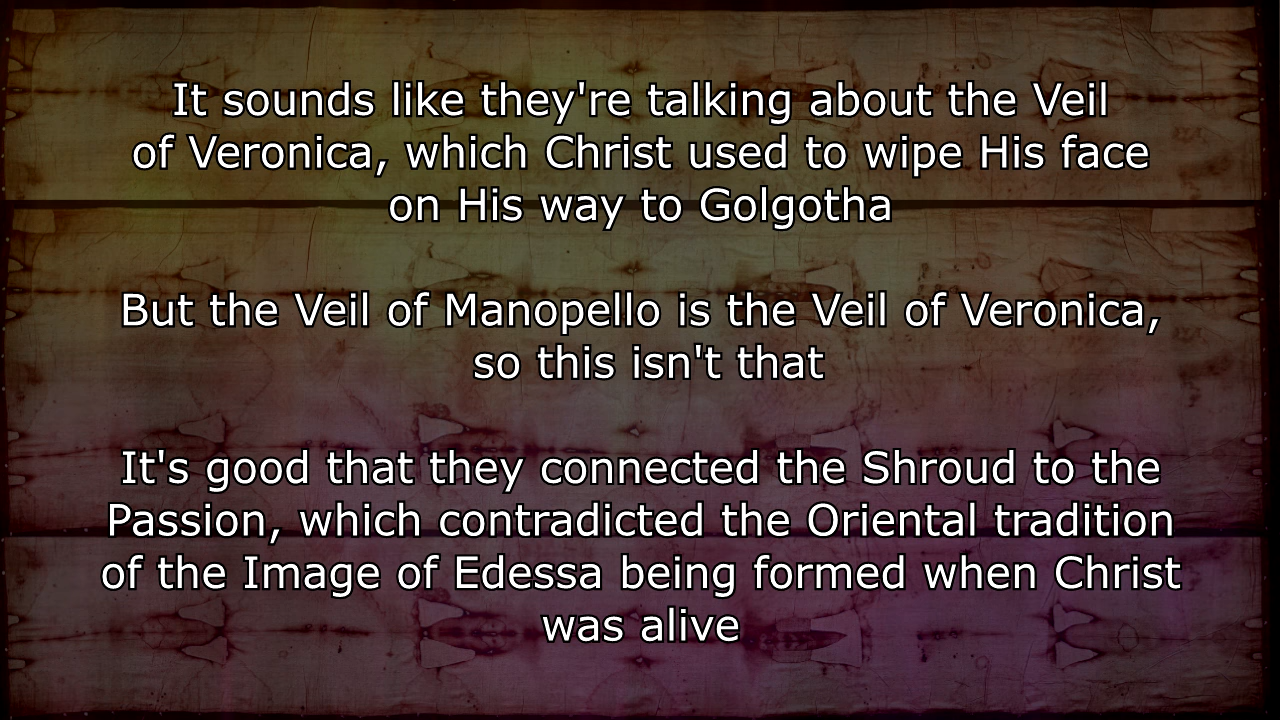 It sounds like they're talking about the Veil
of Veronica, which Christ used to wipe His face
on His way to Golgotha
But the Veil of Manopello is the Veil of Veronica,
so this isn't that
It's good that they connected the Shroud to the
Passion, which contradicted the Oriental tradition
of the Image of Edessa being formed when Christ
was alive